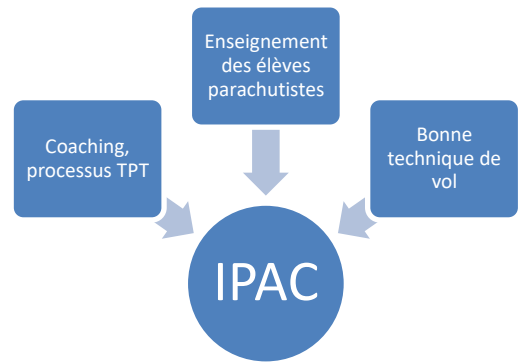 Enseignement
des élèves
parachutistes
Coaching,
processus TPT
Bonne
technique de
vol
IPAC